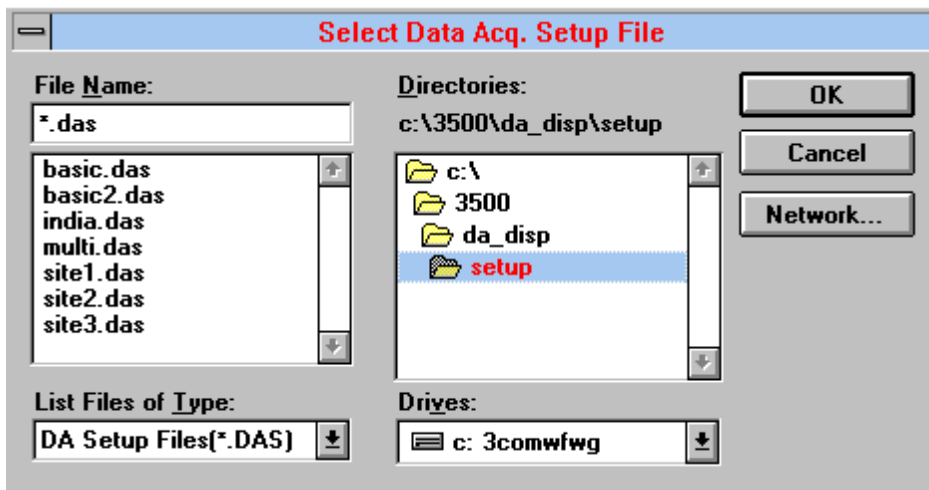 Select Data Acq. Setup File
File Name:
*.das
basic.das
basic2.das
india.das
multi.das
site1.das
site2.das
site3.das
List Files of Type:
DA Setup Files(*.DAS)
Directories:
c:\3500\da_disp\setup
c:\
3500
da_disp
setup
Drives:
c: 3comwfwg
OK
Cancel
Network...